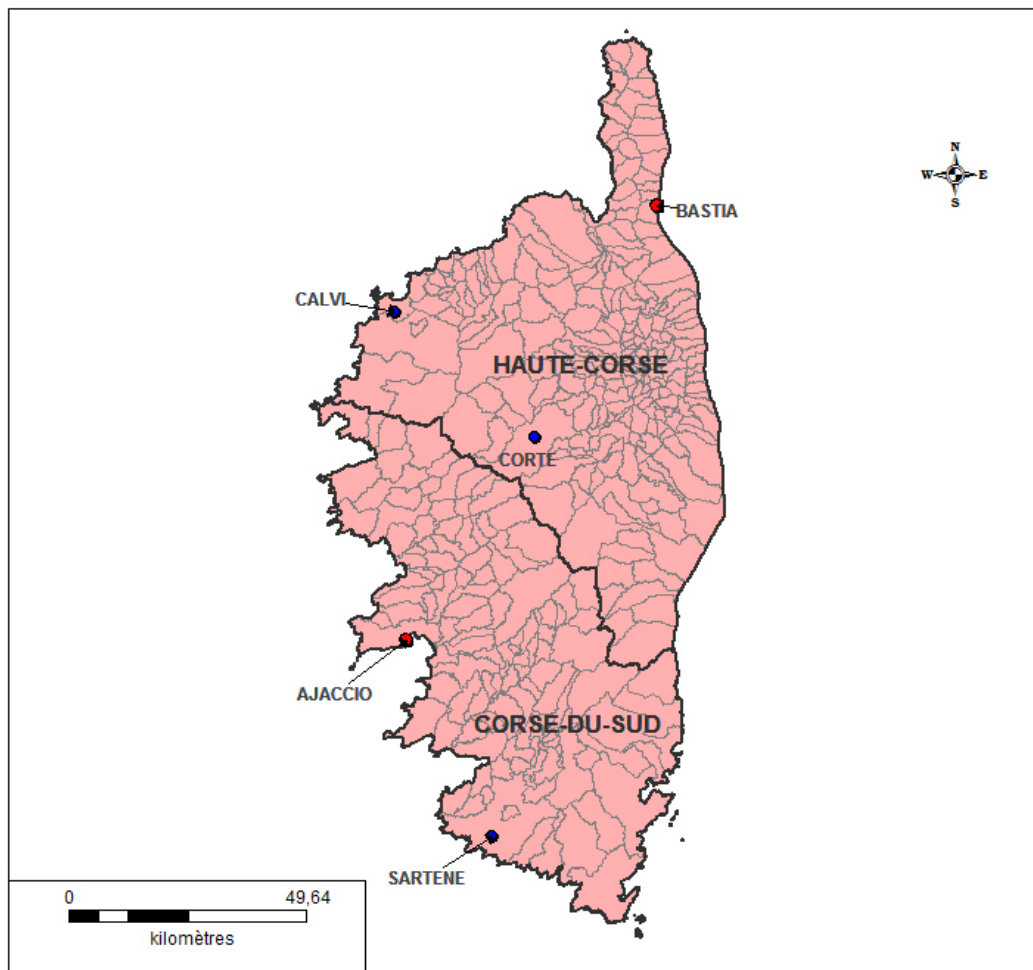 N
W E
S
BASTIA
CALVI
HAUTE-CORSE
CORTE
AJACCIO
CORSE-DU-SUD
SARTENE
0 49,64
kilomètres